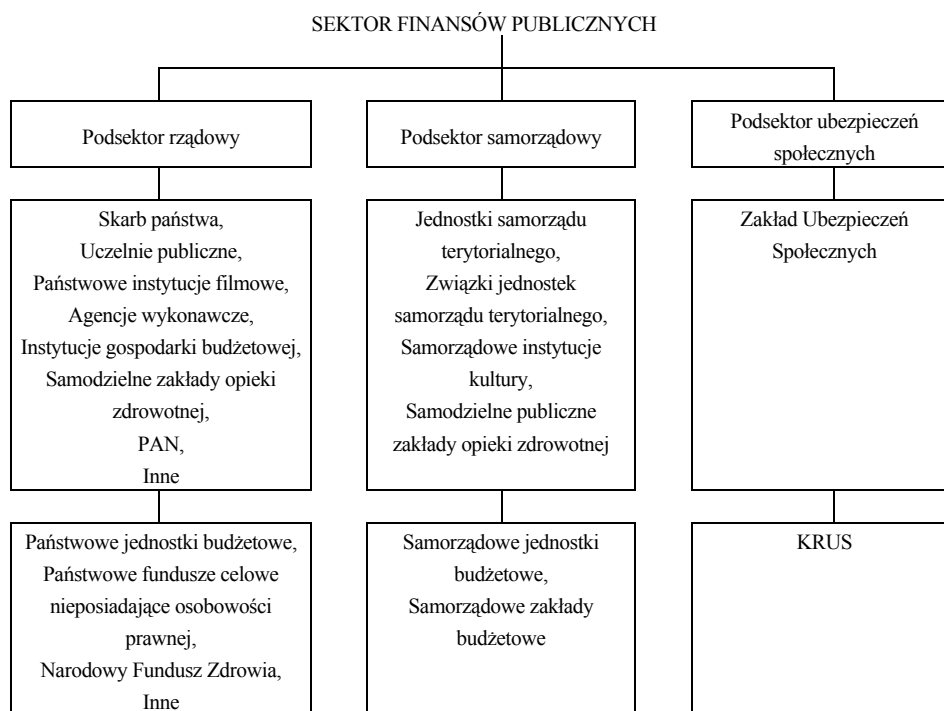 SEKTOR FINANSÓW PUBLICZNYCH
Podsektor rządowy
Podsektor samorządowy
Podsektor ubezpieczeń
społecznych
Skarb państwa,
Uczelnie publiczne,
Państwowe instytucje filmowe,
Agencje wykonawcze,
Instytucje gospodarki budżetowej,
Samodzielne zakłady opieki
zdrowotnej,
PAN,
Inne
Jednostki samorządu
terytorialnego,
Związki jednostek
samorządu terytorialnego,
Samorządowe instytucje
kultury,
Samodzielne publiczne
zakłady opieki zdrowotnej
Zakład Ubezpieczeń
Społecznych
Państwowe jednostki budżetowe,
Państwowe fundusze celowe
nieposiadające osobowości
prawnej,
Narodowy Fundusz Zdrowia,
Inne
Samorządowe jednostki
budżetowe,
Samorządowe zakłady
budżetowe
KRUS